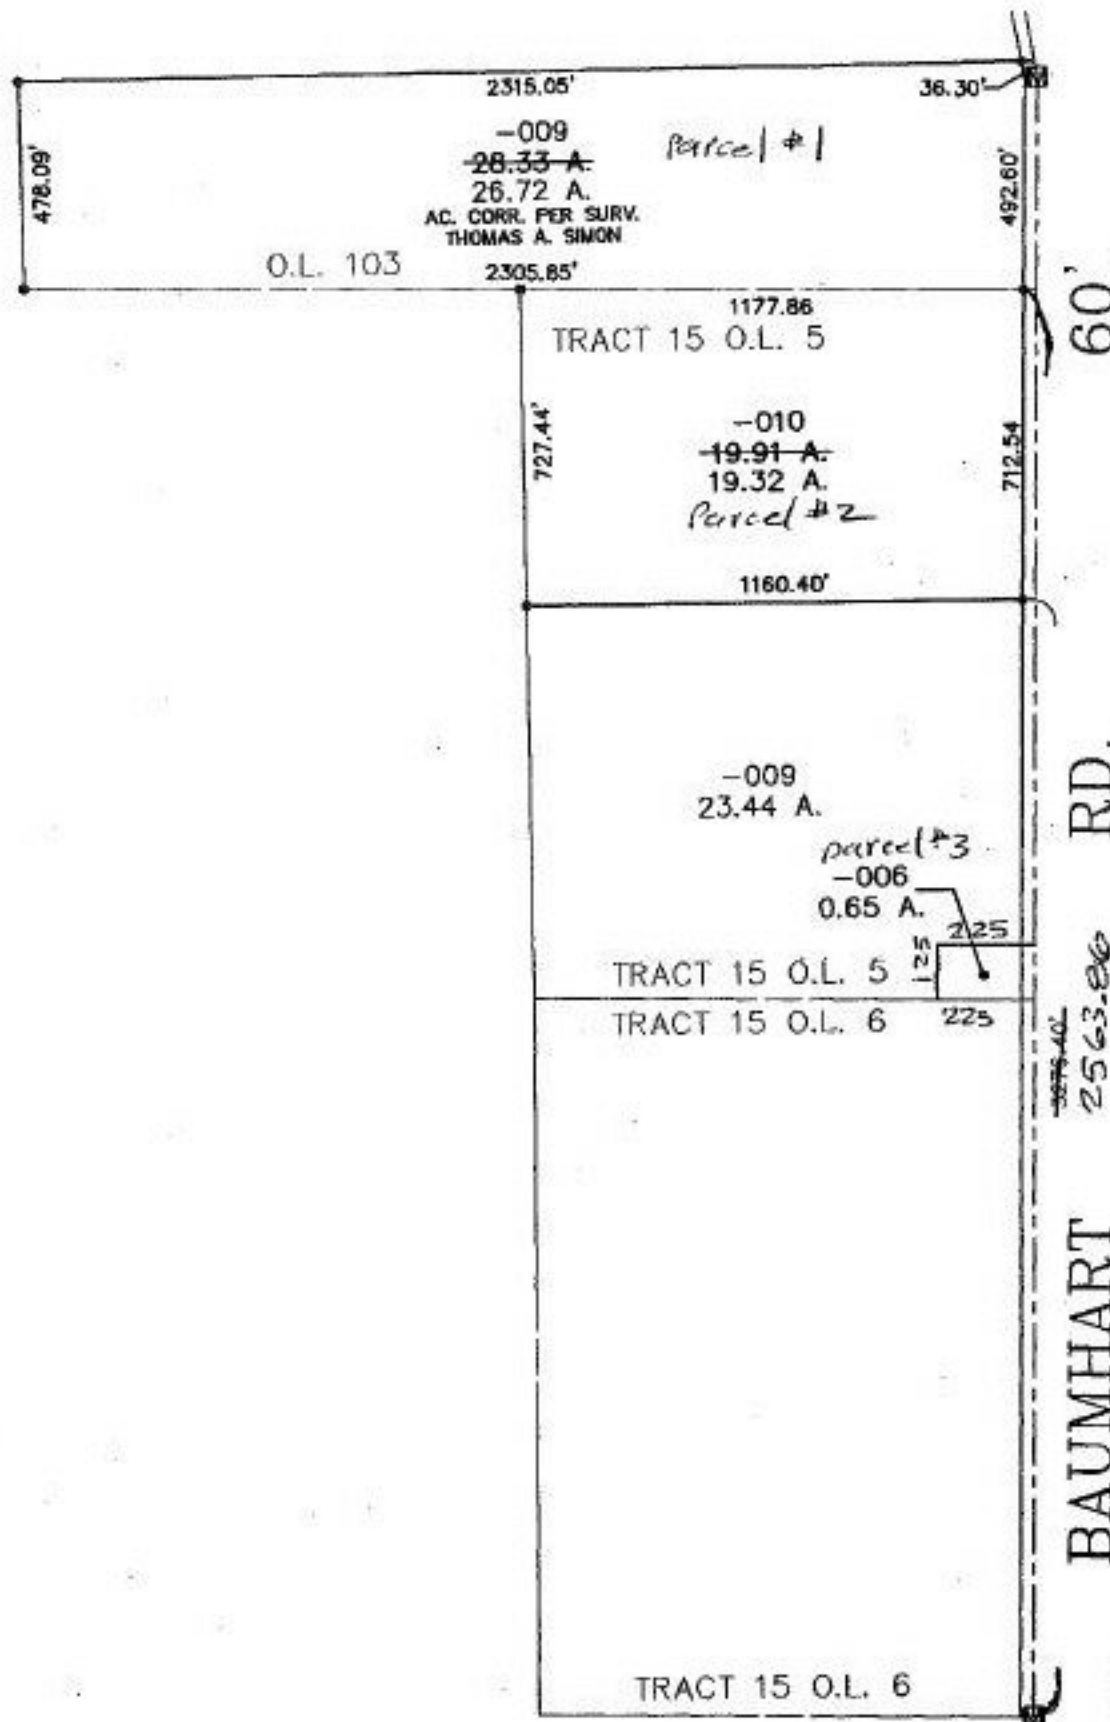 2315.05'
36.30'
-009
28.33 A.
26.72 A.
AC. CORR. PER SURV.
THOMAS A. SIMON
Parcel #1
478.09'
492.60'
O.L. 103
2305.85'
1177.86
TRACT 15 O.L. 5
60'
727.44'
-010
19.91 A.
19.32 A.
Parcel #2
712.54
1160.40'
-009
23.44 A.
RD.
parcel #3
-006
0.65 A.
225
125
TRACT 15 O.L. 5
TRACT 15 O.L. 6
225
2563.86
BAUMHART
TRACT 15 O.L. 6